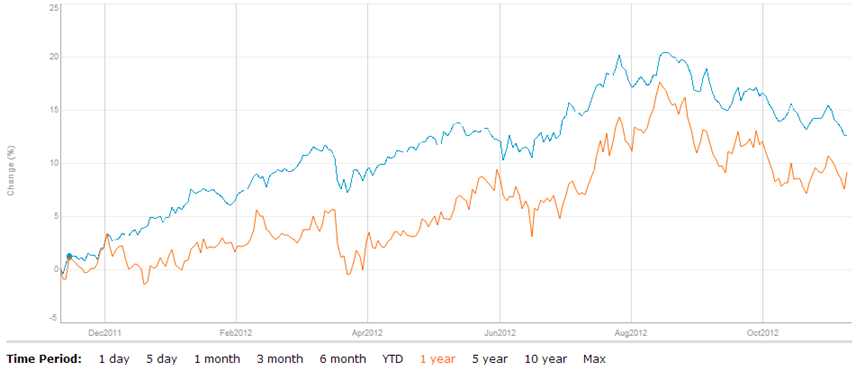 25
20
15
10
5
0
-5
Change (%)
Dec2011 Feb2012 Apr2012 Jun2012 Aug2012 Oct2012
Time Period: 1 day 5 day 1 month 3 month 6 month YTD 1 year 5 year 10 year Max